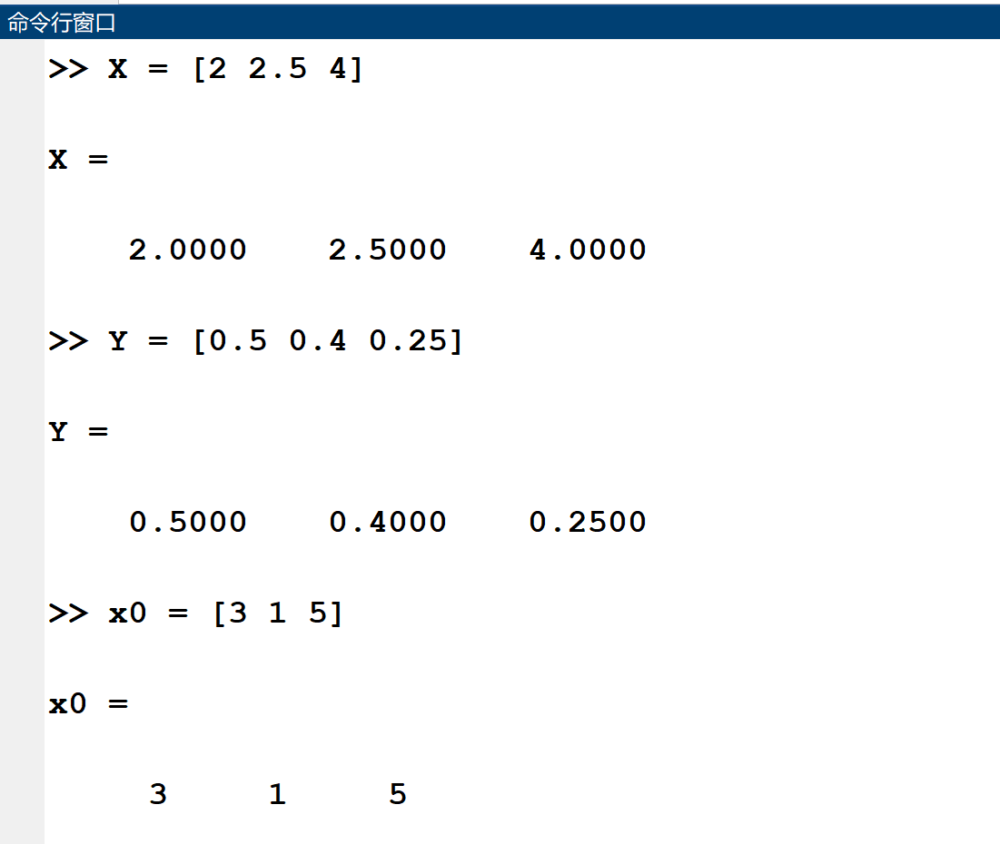 命令行窗口
>> X = [2 2.5 4]
X =
2.0000 2.5000 4.0000
>> Y = [0.5 0.4 0.25]
Y =
0.5000 0.4000 0.2500
>> x0 = [3 1 5]
x0 =
3 1 5